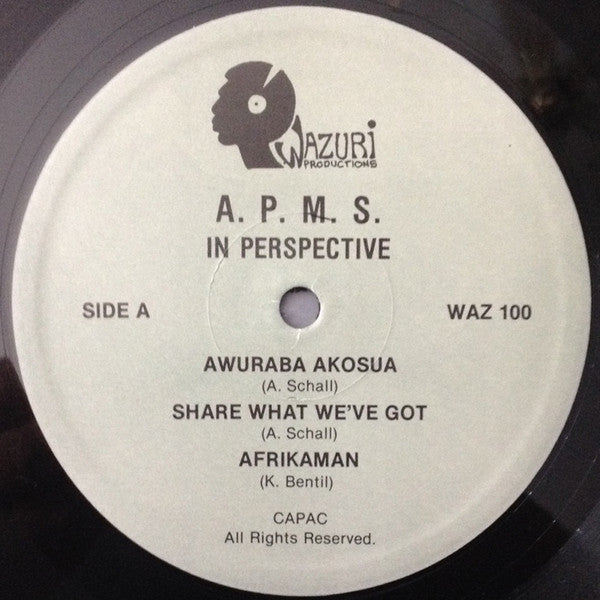 WAZURI
PRODUCTIONS
A. P. M. S.
IN PERSPECTIVE
SIDE A
WAZ 100
AWURABA AKOSUA
(A. Schall)
SHARE WHAT WE'VE GOT
(A. Schall)
AFRIKAMAN
(K. Bentil)
CAPAC
All Rights Reserved.